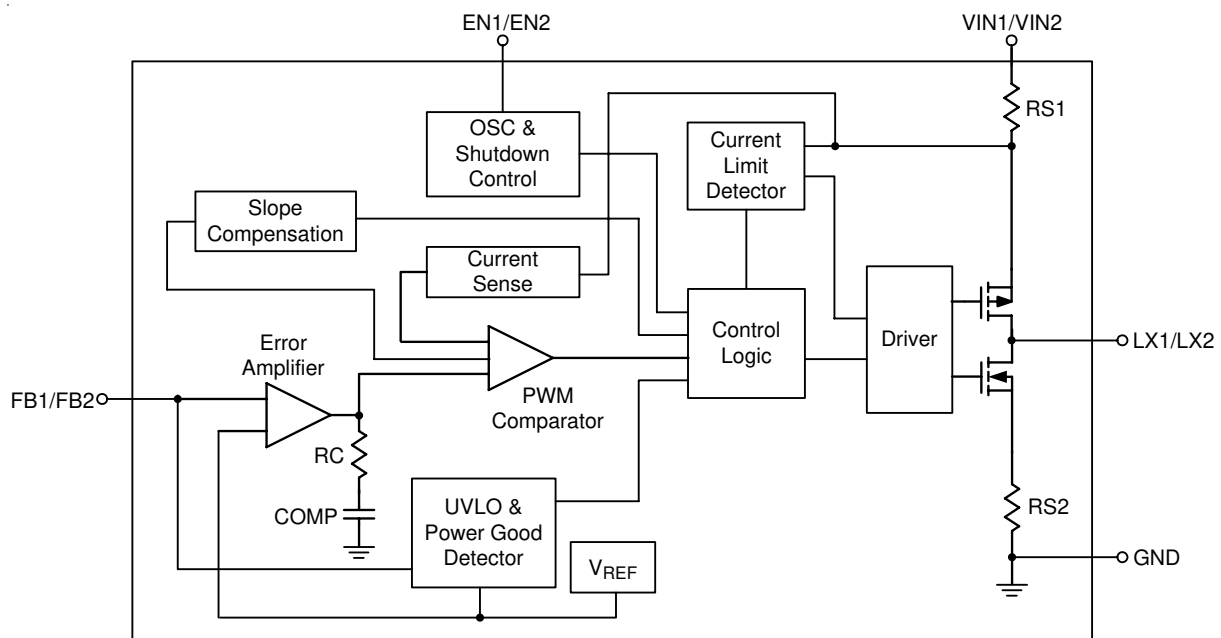 EN1/EN2
VIN1/VIN2
RS1
OSC &
Shutdown
Control
Current
Limit
Detector
Slope
Compensation
Current
Sense
Control
Logic
Driver
LX1/LX2
Error
Amplifier
FB1/FB2
PWM
Comparator
RC
COMP
UVLO &
Power Good
Detector
VREF
RS2
GND